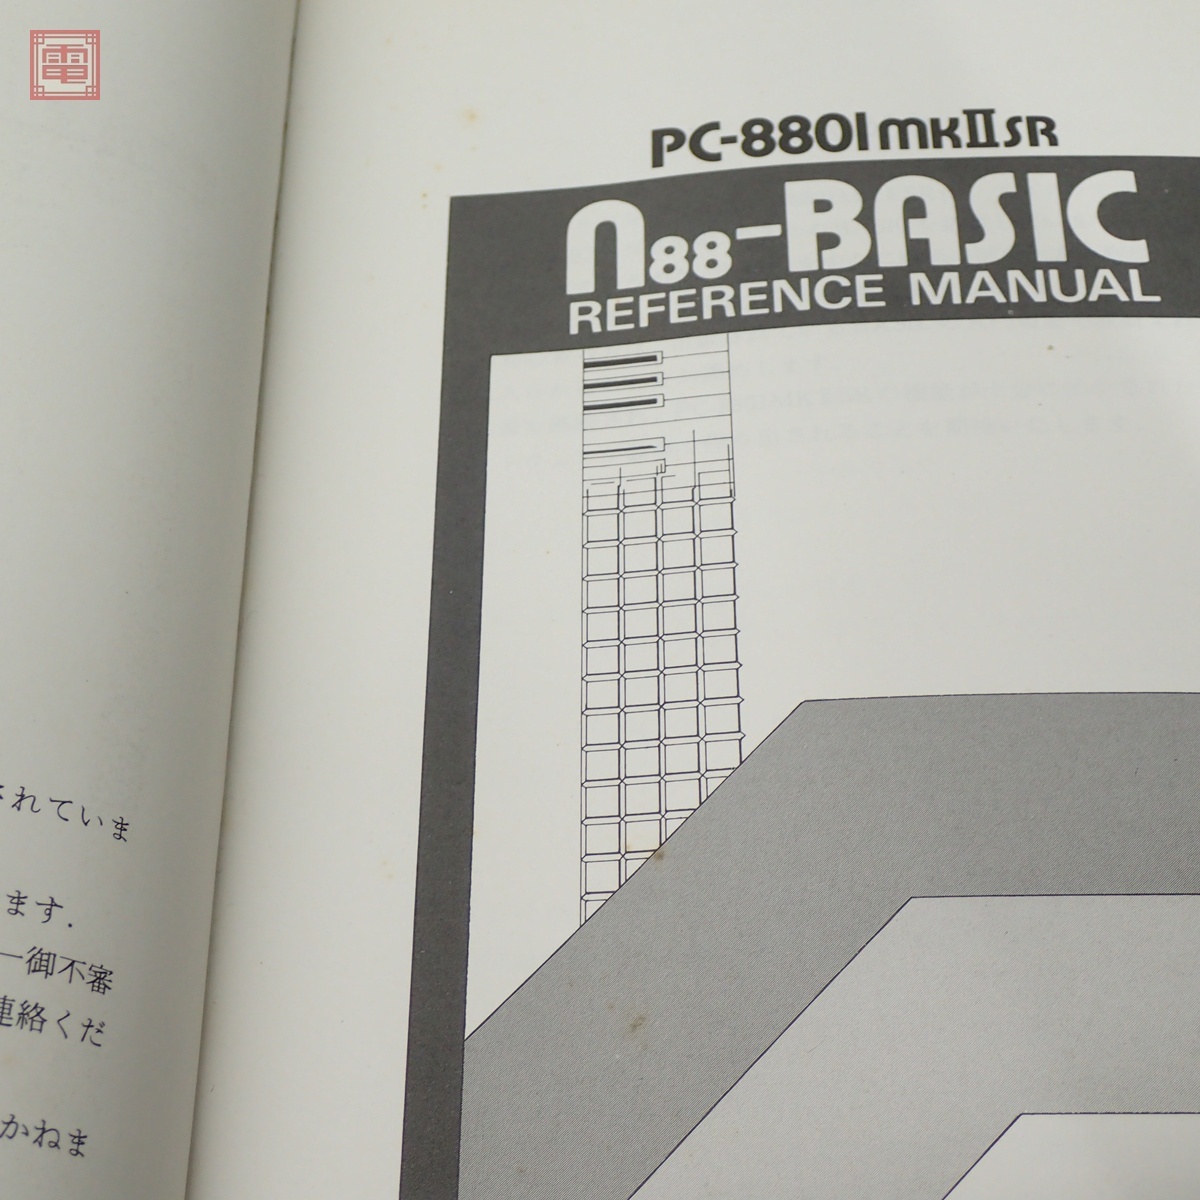 電
PC-8801mkIISR
N88-BASIC
REFERENCE MANUAL
されていま
ます.
一御不審
連絡くだ
かねま